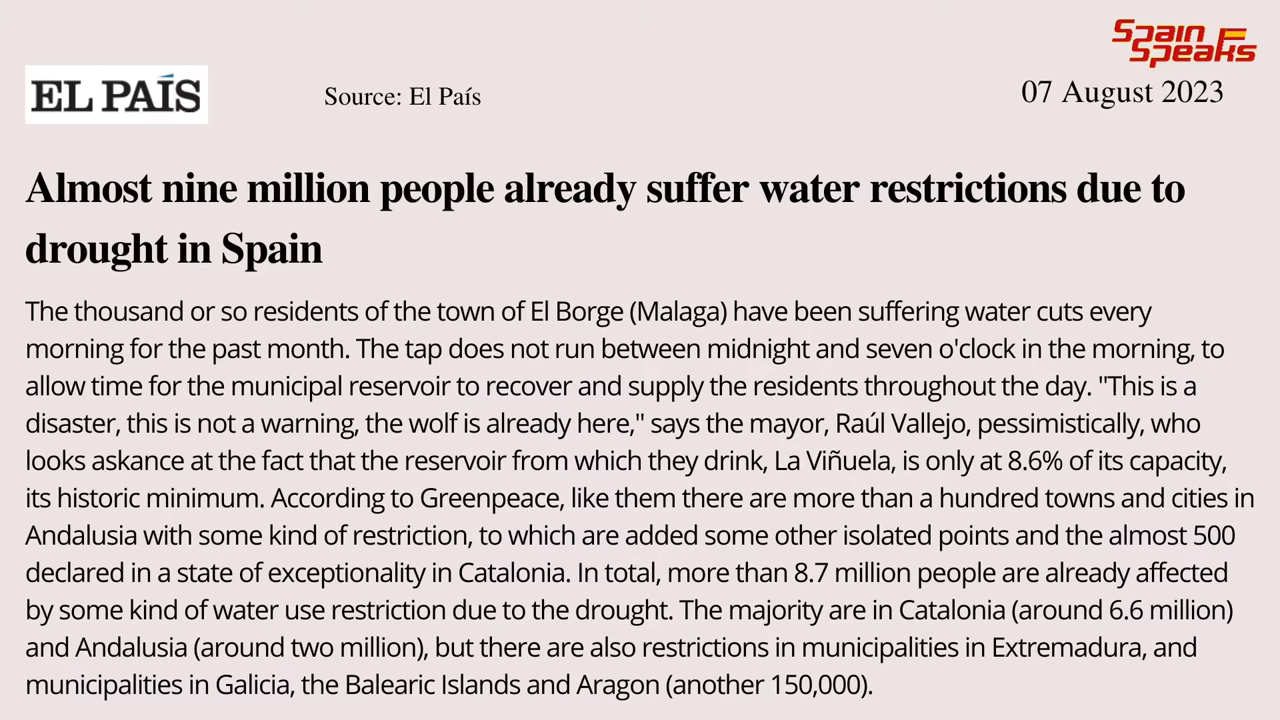 Spain
Speaks
EL PAÍS
Source: El País
07 August 2023
Almost nine million people already suffer water restrictions due to
drought in Spain
The thousand or so residents of the town of El Borge (Malaga) have been suffering water cuts every
morning for the past month. The tap does not run between midnight and seven o'clock in the morning, to
allow time for the municipal reservoir to recover and supply the residents throughout the day. "This is a
disaster, this is not a warning, the wolf is already here," says the mayor, Raúl Vallejo, pessimistically, who
looks askance at the fact that the reservoir from which they drink, La Viñuela, is only at 8.6% of its capacity,
its historic minimum. According to Greenpeace, like them there are more than a hundred towns and cities in
Andalusia with some kind of restriction, to which are added some other isolated points and the almost 500
declared in a state of exceptionality in Catalonia. In total, more than 8.7 million people are already affected
by some kind of water use restriction due to the drought. The majority are in Catalonia (around 6.6 million)
and Andalusia (around two million), but there are also restrictions in municipalities in Extremadura, and
municipalities in Galicia, the Balearic Islands and Aragon (another 150,000).